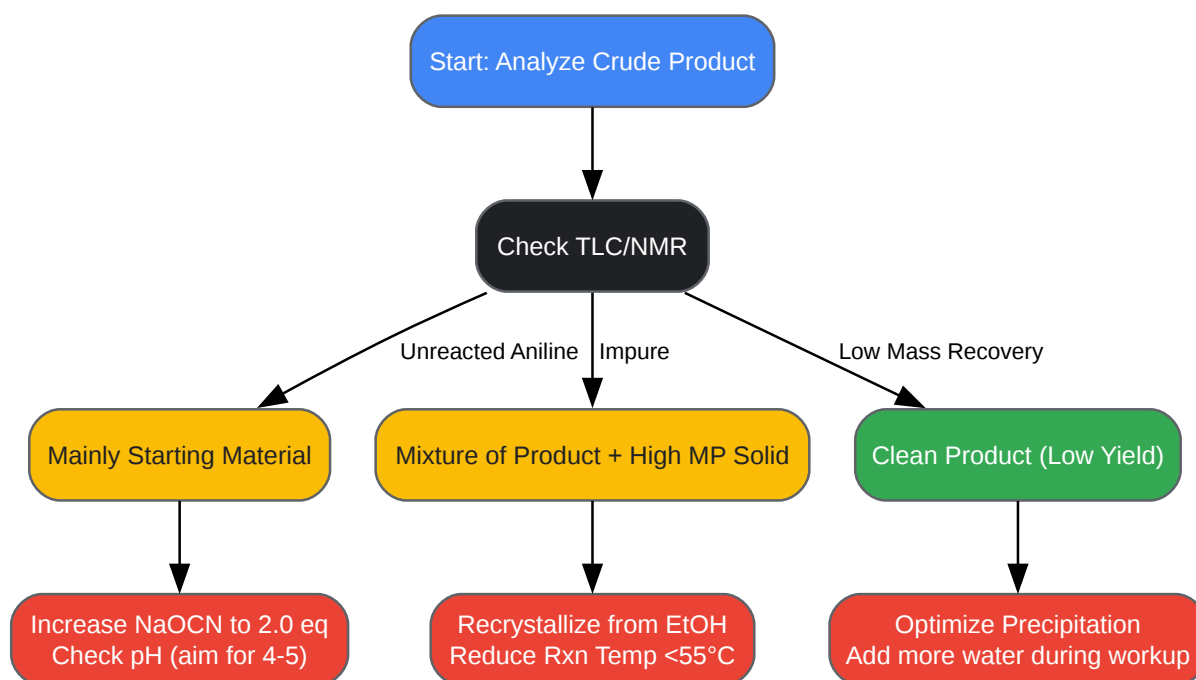 Start: Analyze Crude Product
Check TLC/NMR
Unreacted Aniline
Impure
Low Mass Recovery
Mainly Starting Material
Mixture of Product + High MP Solid
Clean Product (Low Yield)
Increase NaOCN to 2.0 eq
Check pH (aim for 4-5)
Recrystallize from EtOH
Reduce Rxn Temp <55°C
Optimize Precipitation
Add more water during workup